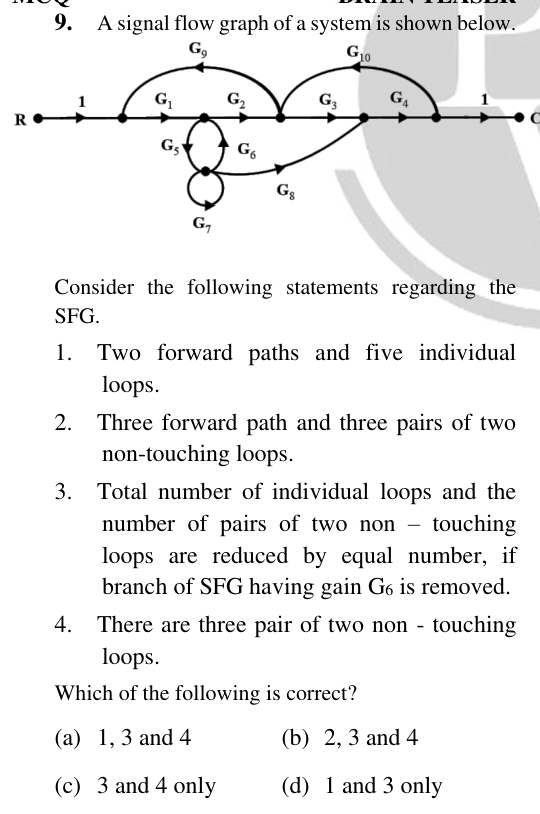 9. A signal flow graph of a system is shown below.
G₉ G₁₀
1 G₁ G₂ G₃ G₄ 1
R C
G₅ G₆
G₈
G₇
Consider the following statements regarding the
SFG.
1. Two forward paths and five individual
loops.
2. Three forward path and three pairs of two
non-touching loops.
3. Total number of individual loops and the
number of pairs of two non – touching
loops are reduced by equal number, if
branch of SFG having gain G₆ is removed.
4. There are three pair of two non - touching
loops.
Which of the following is correct?
(a) 1, 3 and 4 (b) 2, 3 and 4
(c) 3 and 4 only (d) 1 and 3 only